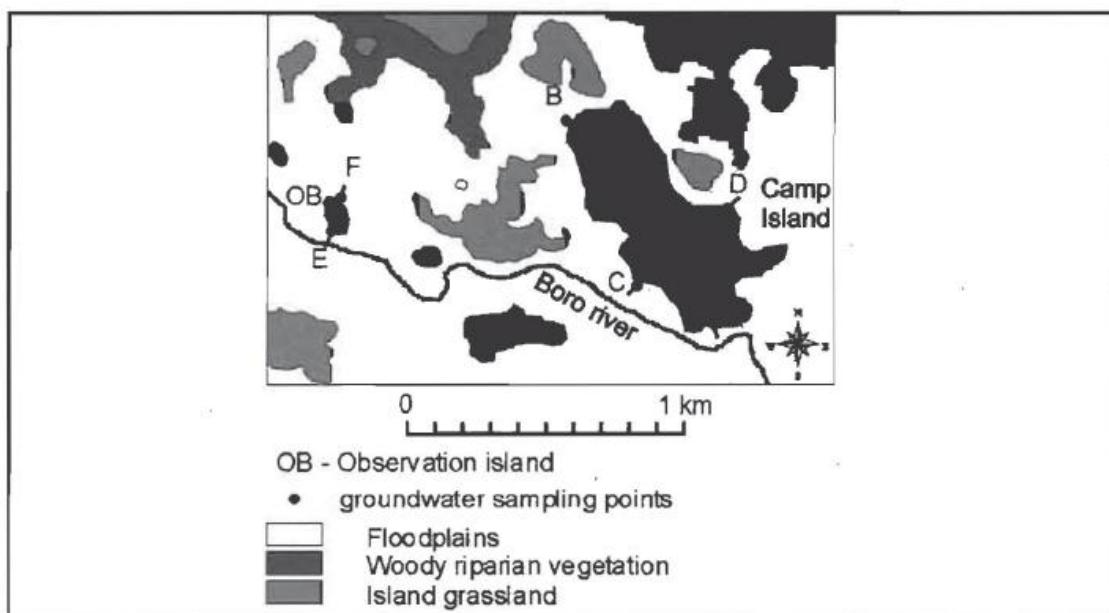 B
F
OB
D
Camp
Island
E
C
Boro river
0 1 km
OB - Observation island
groundwater sampling points
Floodplains
Woody riparian vegetation
Island grassland